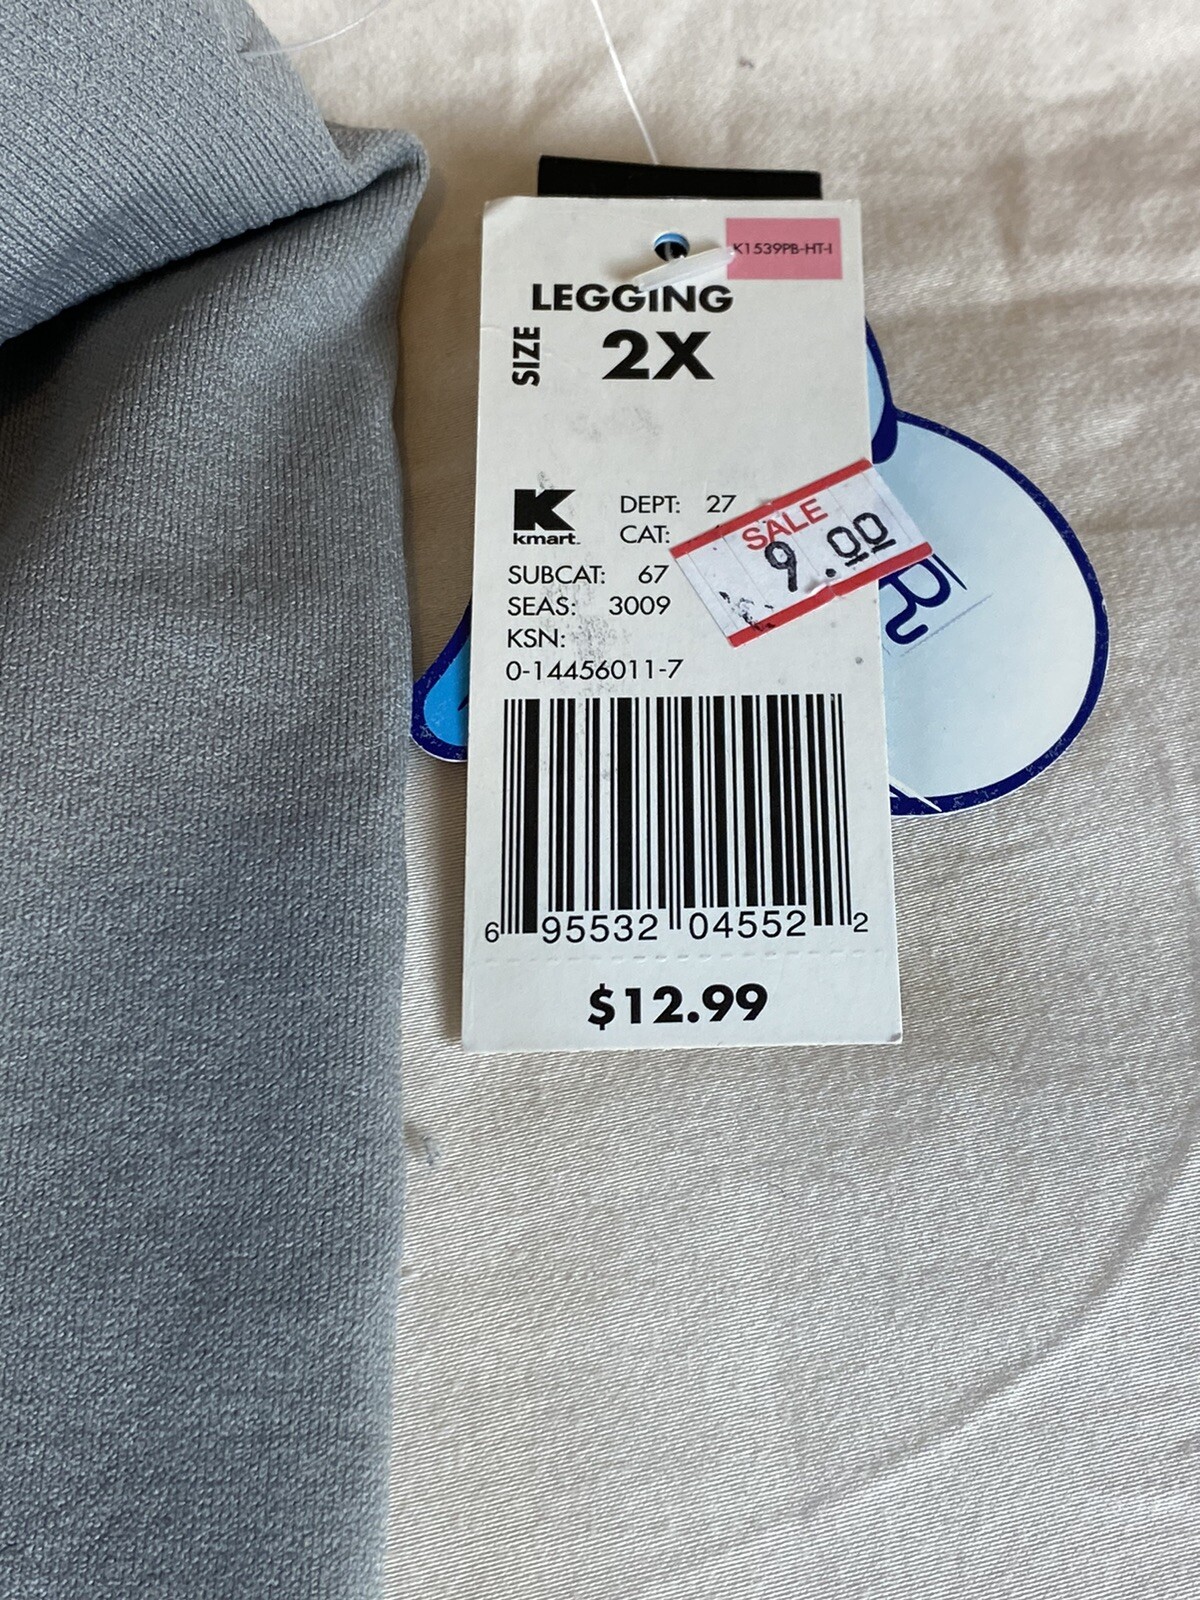 K1539PB-HT-I
LEGGING
SIZE 2X
K
kmart.
DEPT: 27
CAT:
SALE
9.00
SUBCAT: 67
SEAS: 3009
KSN:
0-14456011-7
6 95532 04552 2
$12.99